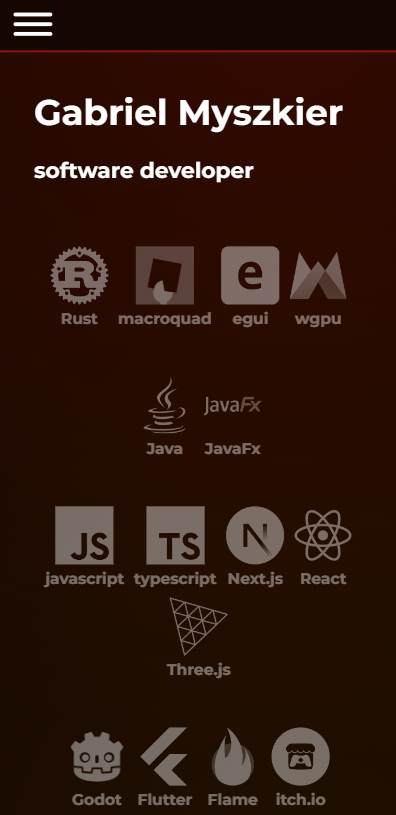 Gabriel Myszkier
software developer
R e
Rust macroquad egui wgpu
JavaFx
Java JavaFx
JS TS N
javascript typescript Next.js React
Three.js
Godot Flutter Flame itch.io